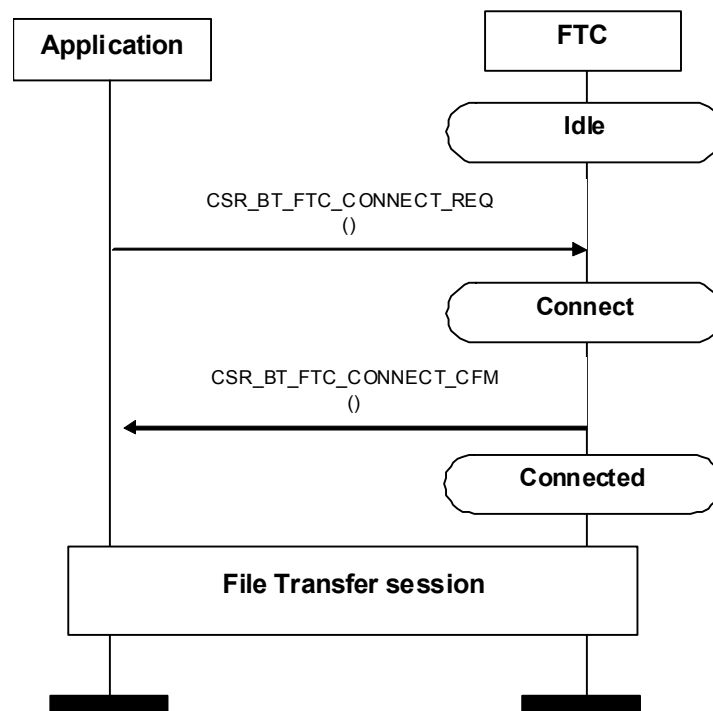 Application
FTC
Idle
CSR_BT_FTC_CONNECT_REQ
()
Connect
CSR_BT_FTC_CONNECT_CFM
()
Connected
File Transfer session